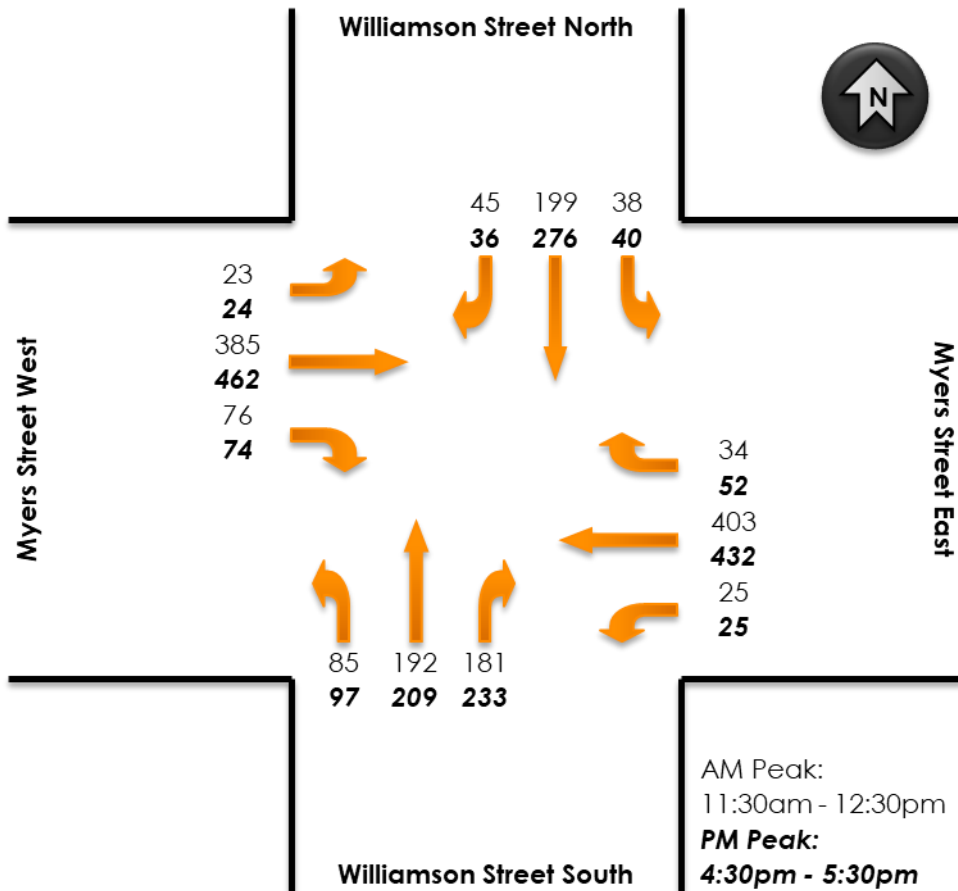 Williamson Street North
N
45 199 38
36 276 40
23
24
385
462
76
74
Myers Street West
Myers Street East
34
52
403
432
25
25
85 192 181
97 209 233
AM Peak:
11:30am - 12:30pm
PM Peak:
4:30pm - 5:30pm
Williamson Street South